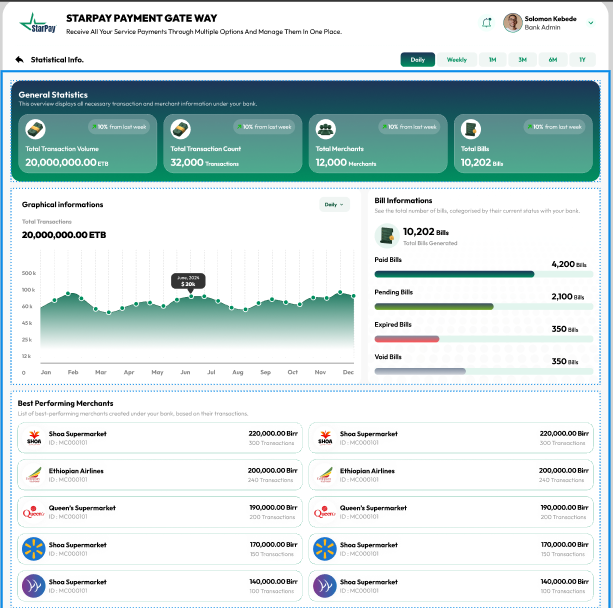 StarPay
STARPAY PAYMENT GATE WAY
Receive All Your Service Payments Through Multiple Options And Manage Them In One Place.
Solomon Kebede
Bank Admin
Statistical Info.
Daily Weekly 1M 3M 6M 1Y
General Statistics
This overview displays all necessary transaction and merchant information under your bank.
10% from last week
Total Transaction Volume
20,000,000.00 ETB
10% from last week
Total Transaction Count
32,000 Transactions
10% from last week
Total Merchants
12,000 Merchants
10% from last week
Total Bills
10,202 Bills
Graphical informations
Daily
Total Transactions
20,000,000.00 ETB
500 k
100 k
60 k
45 k
25 k
12 k
0
June, 2024
$ 20k
Jan Feb Mar Apr May Jun Jul Aug Sep Oct Nov Dec
Bill Informations
See the total number of bills, categorized by their current status with your bank.
10,202 Bills
Total Bills Generated
Paid Bills
4,200 Bills
Pending Bills
2,100 Bills
Expired Bills
350 Bills
Void Bills
350 Bills
Best Performing Merchants
List of best-performing merchants created under your bank, based on their transactions.
SHOA
Shoa Supermarket
ID : MC000101
220,000.00 Birr
300 Transactions
SHOA
Shoa Supermarket
ID : MC000101
220,000.00 Birr
300 Transactions
Ethiopian Airlines
ID : MC000101
200,000.00 Birr
240 Transactions
Ethiopian Airlines
ID : MC000101
200,000.00 Birr
240 Transactions
Queens
Queen's Supermarket
ID : MC000101
190,000.00 Birr
200 Transactions
Queens
Queen's Supermarket
ID : MC000101
190,000.00 Birr
200 Transactions
Shoa Supermarket
ID : MC000101
170,000.00 Birr
150 Transactions
Shoa Supermarket
ID : MC000101
170,000.00 Birr
150 Transactions
Shoa Supermarket
ID : MC000101
140,000.00 Birr
100 Transactions
Shoa Supermarket
ID : MC000101
140,000.00 Birr
100 Transactions